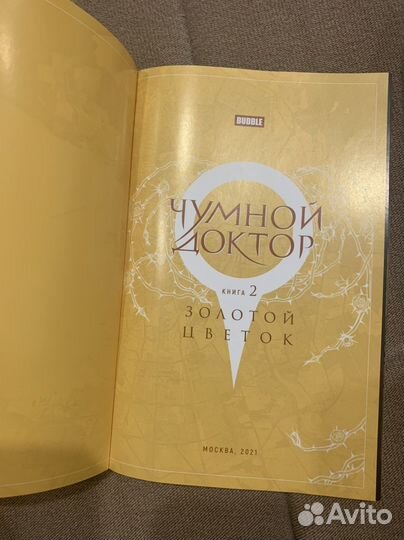 BUBBLE
ЧУМНОЙ
ДОКТОР
КНИГА 2
ЗОЛОТОЙ
ЦВЕТОК
МОСКВА, 2021
Avito